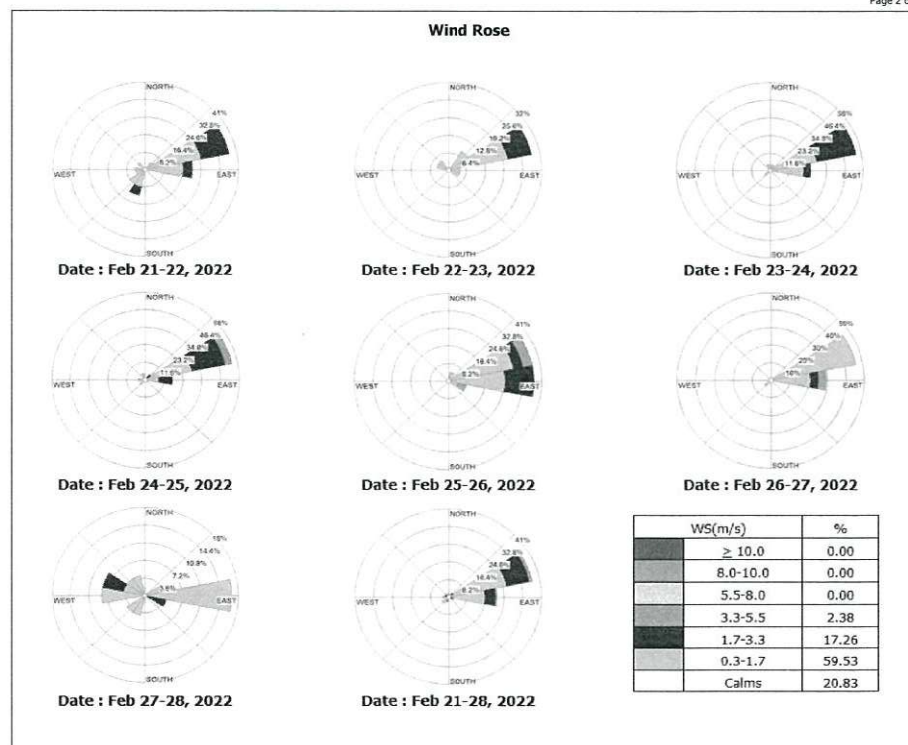 Page 2 o
Wind Rose
NORTH
41%
32.8%
24.6%
16.4%
8.2%
WEST
EAST
SOUTH
Date : Feb 21-22, 2022
NORTH
32%
25.6%
19.2%
12.8%
6.4%
WEST
EAST
SOUTH
Date : Feb 22-23, 2022
NORTH
58%
46.4%
34.8%
23.2%
11.6%
WEST
EAST
SOUTH
Date : Feb 23-24, 2022
NORTH
58%
46.4%
34.8%
23.2%
11.6%
WEST
EAST
SOUTH
Date : Feb 24-25, 2022
NORTH
41%
32.8%
24.6%
16.4%
8.2%
WEST
EAST
SOUTH
Date : Feb 25-26, 2022
NORTH
50%
40%
30%
20%
10%
WEST
EAST
SOUTH
Date : Feb 26-27, 2022
NORTH
18%
14.4%
10.8%
7.2%
3.6%
WEST
EAST
SOUTH
Date : Feb 27-28, 2022
NORTH
41%
32.8%
24.6%
16.4%
8.2%
WEST
EAST
SOUTH
Date : Feb 21-28, 2022
WS(m/s) %
≥ 10.0 0.00
8.0-10.0 0.00
5.5-8.0 0.00
3.3-5.5 2.38
1.7-3.3 17.26
0.3-1.7 59.53
Calms 20.83